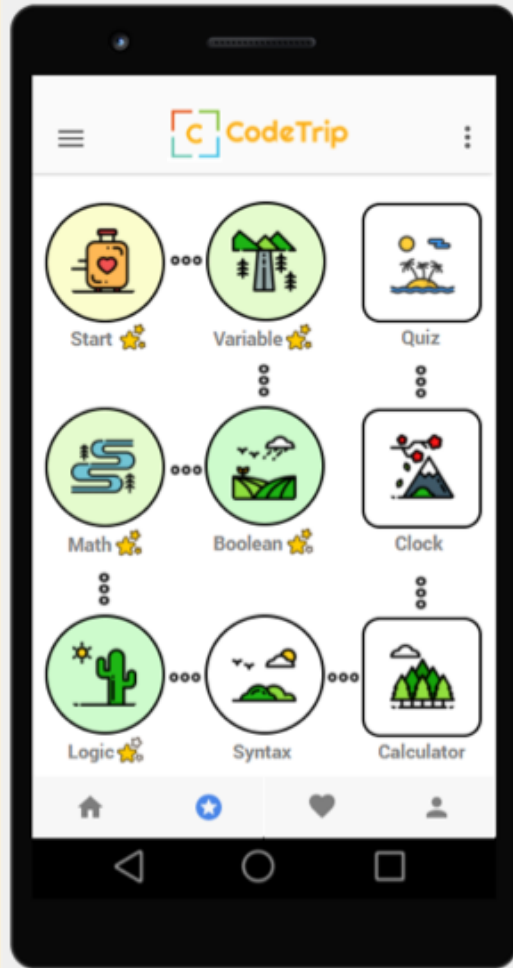 C CodeTrip
Start Variable Quiz
Math Boolean Clock
Logic Syntax Calculator